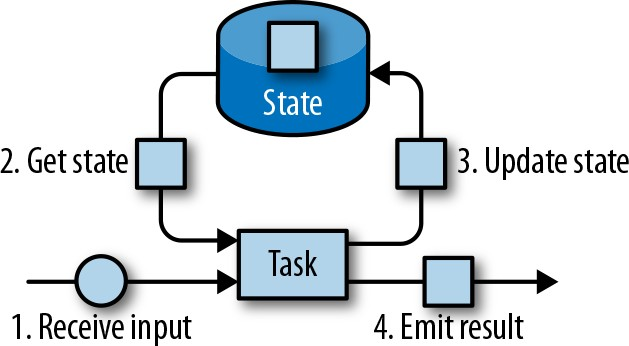 State
2. Get state
3. Update state
Task
1. Receive input
4. Emit result